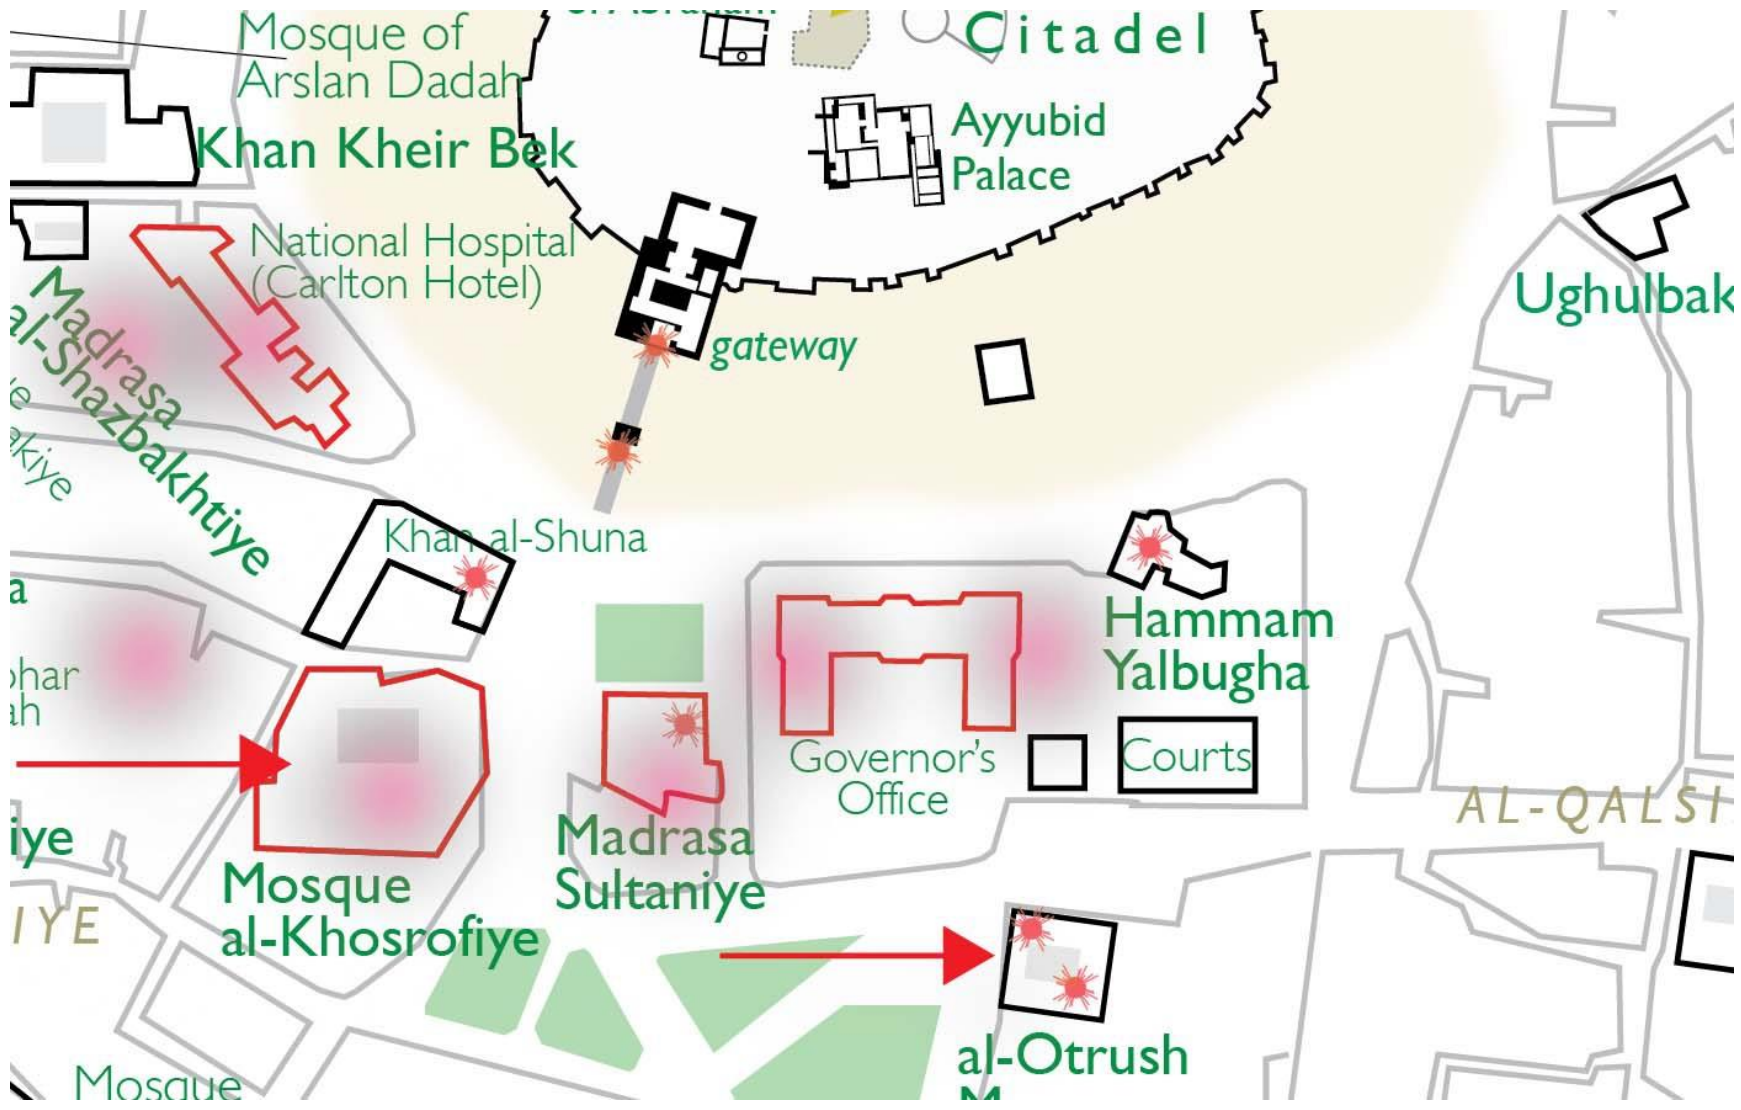 Citadel
Mosque of
Arslan Dadah
Khan Kheir Bek
Ayyubid
Palace
National Hospital
(Carlton Hotel)
gateway
Ughulbak
Madrasa
al-Shazbakhtiye
Khan al-Shuna
Hammam
Yalbugha
Governor's
Office
Courts
AL-QALSI
Madrasa
Sultaniye
Mosque
al-Khosrofiye
iye
IYE
al-Otrush
Mosque